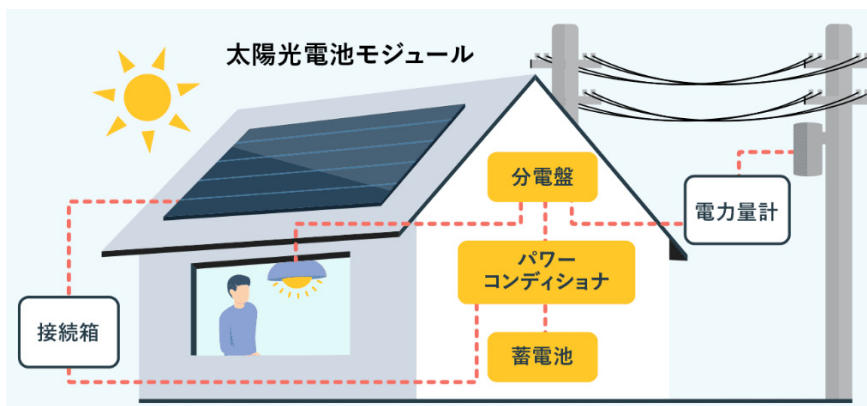 太陽光電池モジュール
分電盤
電力量計
パワー
コンディショナ
接続箱
蓄電池